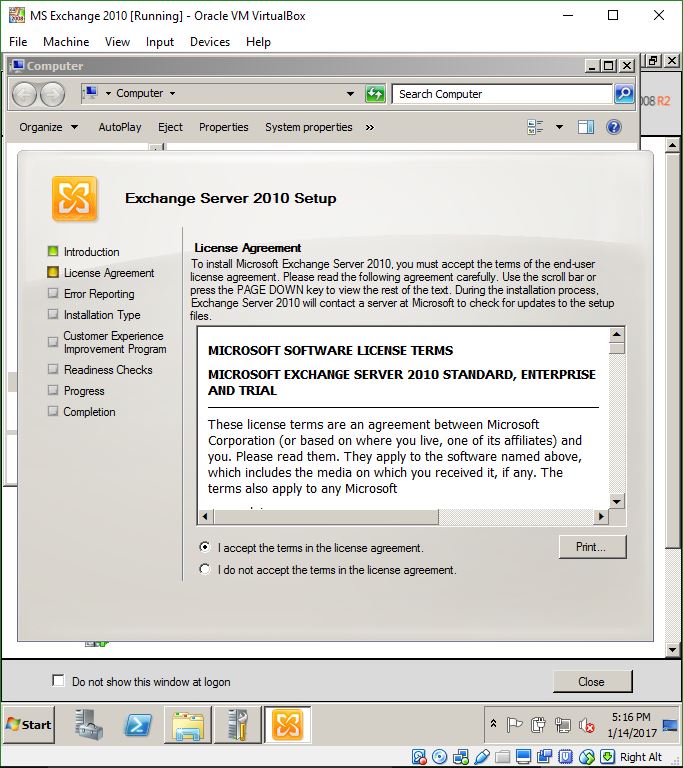 MS Exchange 2010 [Running] - Oracle VM VirtualBox
File Machine View Input Devices Help
Computer
Computer
Search Computer
008 R2
Organize AutoPlay Eject Properties System properties »
Exchange Server 2010 Setup
Introduction
License Agreement
Error Reporting
Installation Type
Customer Experience
Improvement Program
Readiness Checks
Progress
Completion
License Agreement
To install Microsoft Exchange Server 2010, you must accept the terms of the end-user
license agreement. Please read the following agreement carefully. Use the scroll bar or
press the PAGE DOWN key to view the rest of the text. During the installation process,
Exchange Server 2010 will contact a server at Microsoft to check for updates to the setup
files.
MICROSOFT SOFTWARE LICENSE TERMS
MICROSOFT EXCHANGE SERVER 2010 STANDARD, ENTERPRISE
AND TRIAL
These license terms are an agreement between Microsoft
Corporation (or based on where you live, one of its affiliates) and
you. Please read them. They apply to the software named above,
which includes the media on which you received it, if any. The
terms also apply to any Microsoft
I accept the terms in the license agreement.
Print...
I do not accept the terms in the license agreement.
Do not show this window at logon
Close
Start
5:16 PM
1/14/2017
Right Alt